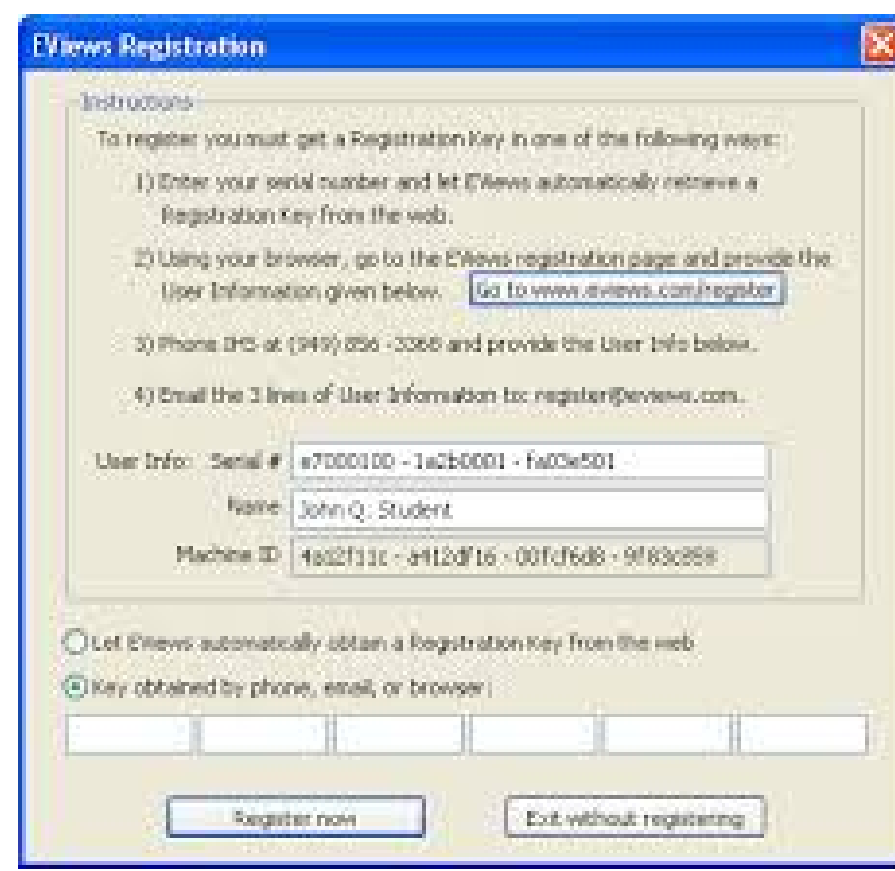 EViews Registration
Instructions
To register you must get a Registration Key in one of the following ways:
1) Enter your serial number and let EViews automatically retrieve a
Registration Key from the web.
2) Using your browser, go to the EViews registration page and provide the
User Information given below. Go to www.eviews.com/register
3) Phone IHS at (949) 856-3368 and provide the User Info below.
4) Email the 3 lines of User Information to: register@eviews.com.
User Info: Serial # e7000100 - 1a2b0001 - fa03e501
Name John Q. Student
Machine ID - a412df16 - 00fcf6d8 -
Let EViews automatically obtain a Registration Key from the web
Key obtained by phone, email, or browser:
Register now Exit without registering